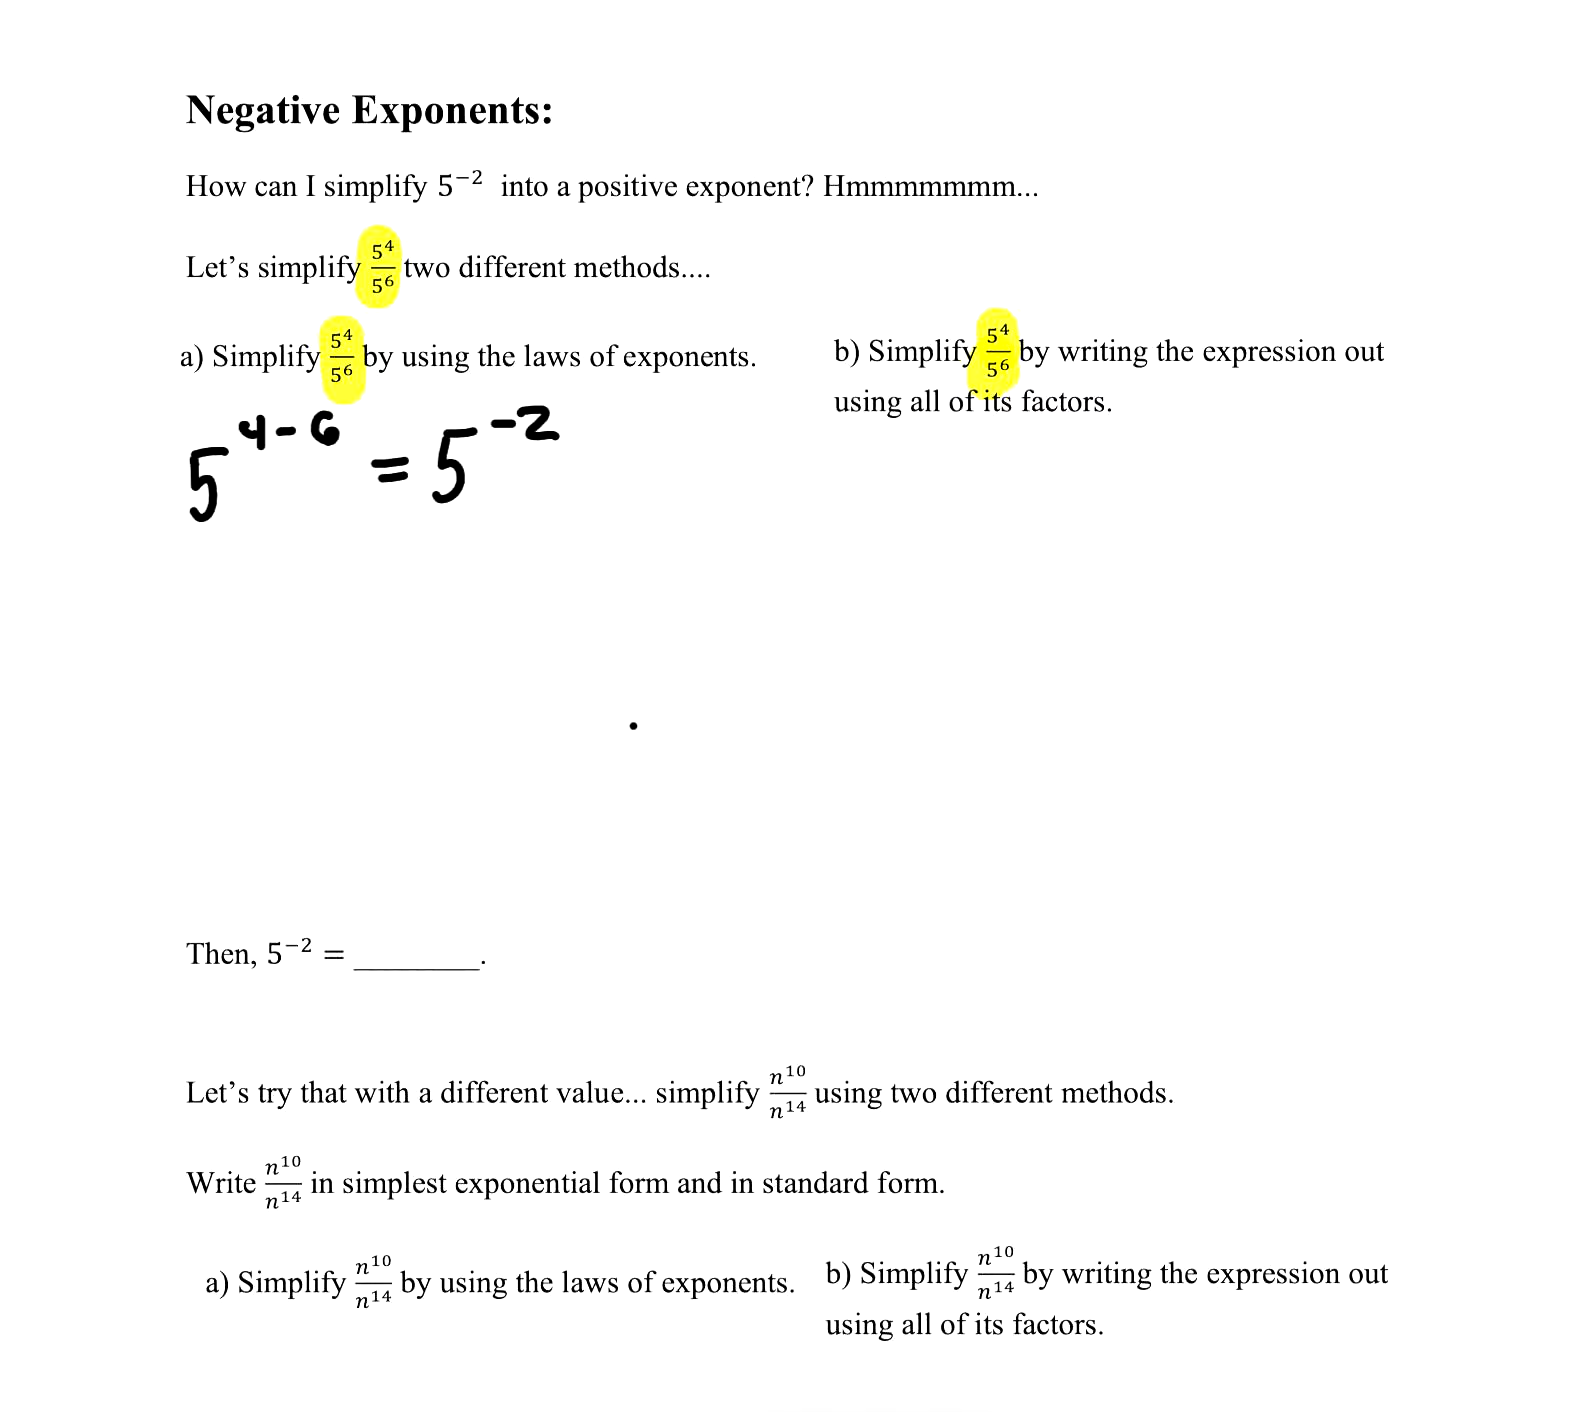 Negative Exponents:
How can I simplify 5⁻² into a positive exponent? Hmmmmmmm...
Let’s simplify 5⁴/5⁶ two different methods....
a) Simplify 5⁴/5⁶ by using the laws of exponents.
b) Simplify 5⁴/5⁶ by writing the expression out
using all of its factors.
5⁴⁻⁶ = 5⁻²
Then, 5⁻² = ________.
Let’s try that with a different value... simplify n¹⁰/n¹⁴ using two different methods.
Write n¹⁰/n¹⁴ in simplest exponential form and in standard form.
a) Simplify n¹⁰/n¹⁴ by using the laws of exponents.
b) Simplify n¹⁰/n¹⁴ by writing the expression out
using all of its factors.